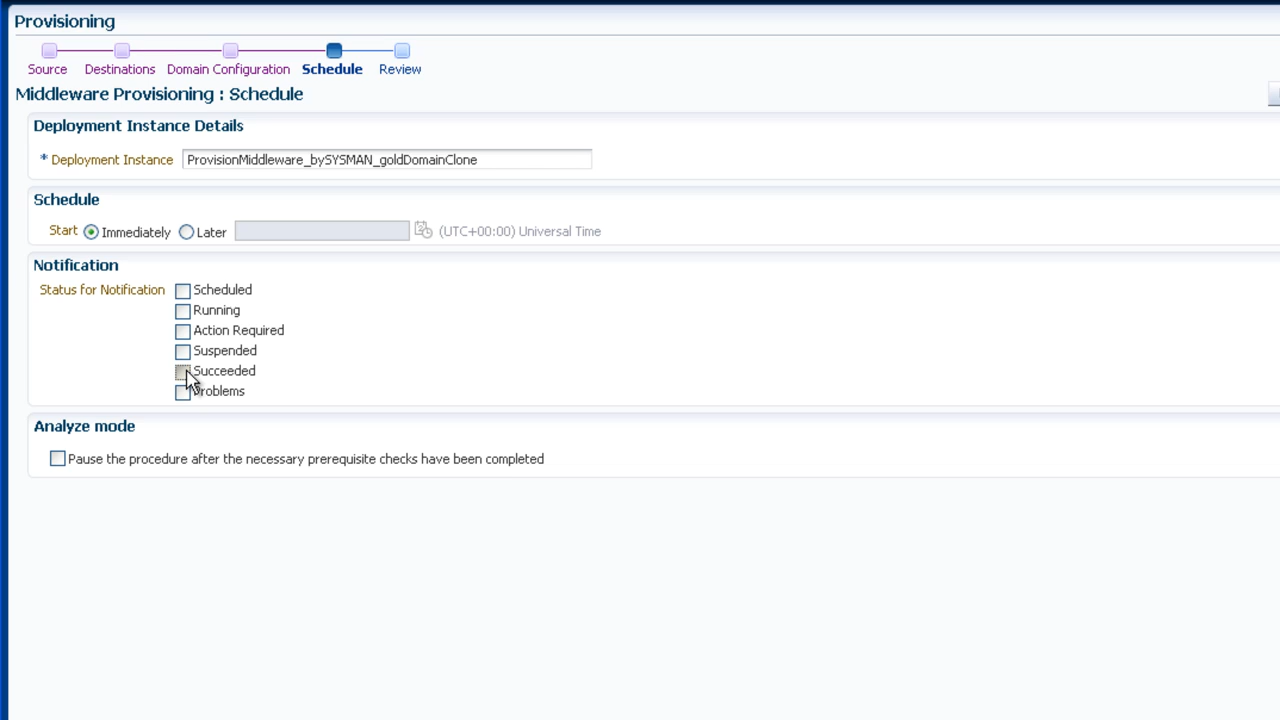 Provisioning
Source Destinations Domain Configuration Schedule Review
Middleware Provisioning : Schedule
Deployment Instance Details
* Deployment Instance ProvisionMiddleware_bySYSMAN_goldDomainClone
Schedule
Start Immediately Later (UTC+00:00) Universal Time
Notification
Status for Notification Scheduled
Running
Action Required
Suspended
Succeeded
Problems
Analyze mode
Pause the procedure after the necessary prerequisite checks have been completed